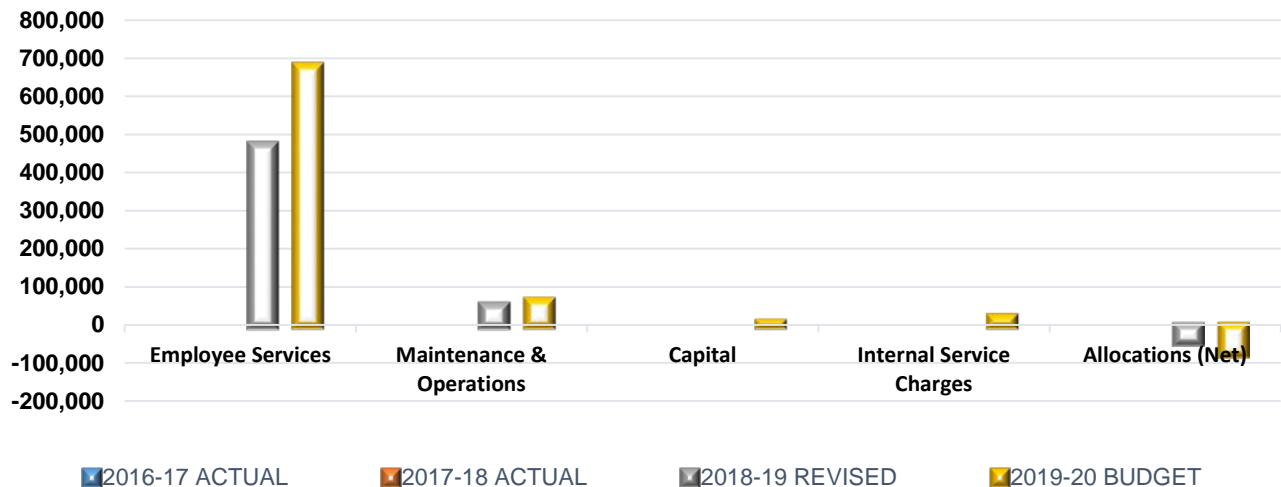 800,000
700,000
600,000
500,000
400,000
300,000
200,000
100,000
0
-100,000
-200,000
Employee Services
Maintenance &
Operations
Capital
Internal Service
Charges
Allocations (Net)
2016-17 ACTUAL
2017-18 ACTUAL
2018-19 REVISED
2019-20 BUDGET